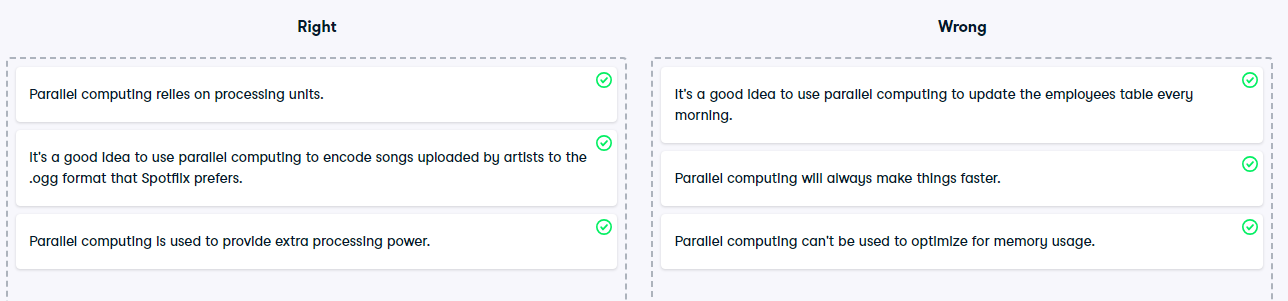 Right
Parallel computing relies on processing units.
It's a good idea to use parallel computing to encode songs uploaded by artists to the
.ogg format that Spotflix prefers.
Parallel computing is used to provide extra processing power.
Wrong
It's a good idea to use parallel computing to update the employees table every
morning.
Parallel computing will always make things faster.
Parallel computing can't be used to optimize for memory usage.